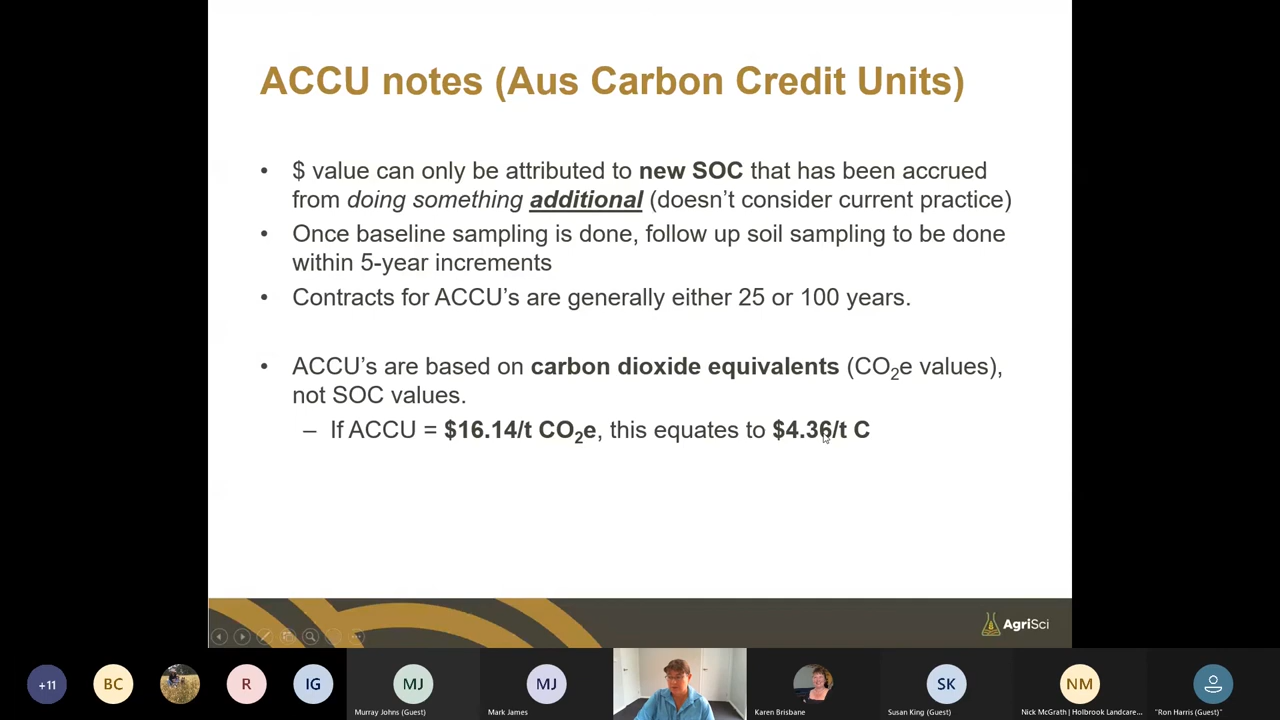 ACCU notes (Aus Carbon Credit Units)
• $ value can only be attributed to new SOC that has been accrued
from doing something additional (doesn't consider current practice)
• Once baseline sampling is done, follow up soil sampling to be done
within 5-year increments
• Contracts for ACCU's are generally either 25 or 100 years.
• ACCU's are based on carbon dioxide equivalents (CO₂e values),
not SOC values.
– If ACCU = $16.14/t CO₂e, this equates to $4.36/t C
AgriSci
+11
BC
R
IG
MJ
MJ
SK
NM
Murray Johns (Guest)
Mark James
Karen Brisbane
Susan King (Guest)
Nick McGrath | Holbrook Landcare...
"Ron Harris (Guest)"